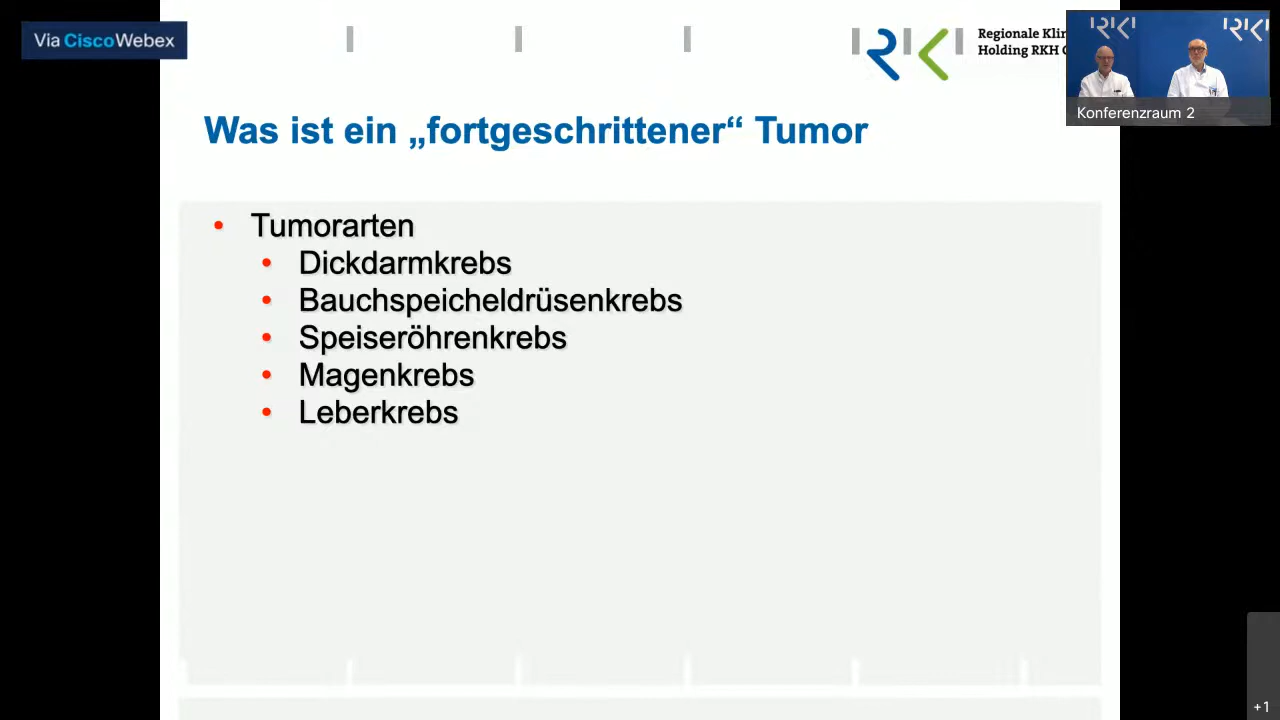 Via CiscoWebex
RK
Regionale
Holding RKH
Konferenzraum 2
Was ist ein „fortgeschrittener“ Tumor
• Tumorarten
• Dickdarmkrebs
• Bauchspeicheldrüsenkrebs
• Speiseröhrenkrebs
• Magenkrebs
• Leberkrebs
+1